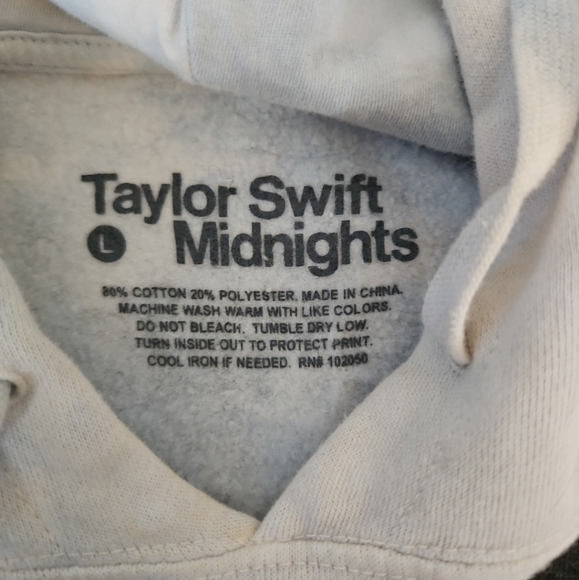 Taylor Swift
L Midnights
80% COTTON 20% POLYESTER. MADE IN CHINA.
MACHINE WASH WARM WITH LIKE COLORS.
DO NOT BLEACH. TUMBLE DRY LOW.
TURN INSIDE OUT TO PROTECT PRINT.
COOL IRON IF NEEDED. RN# 102050